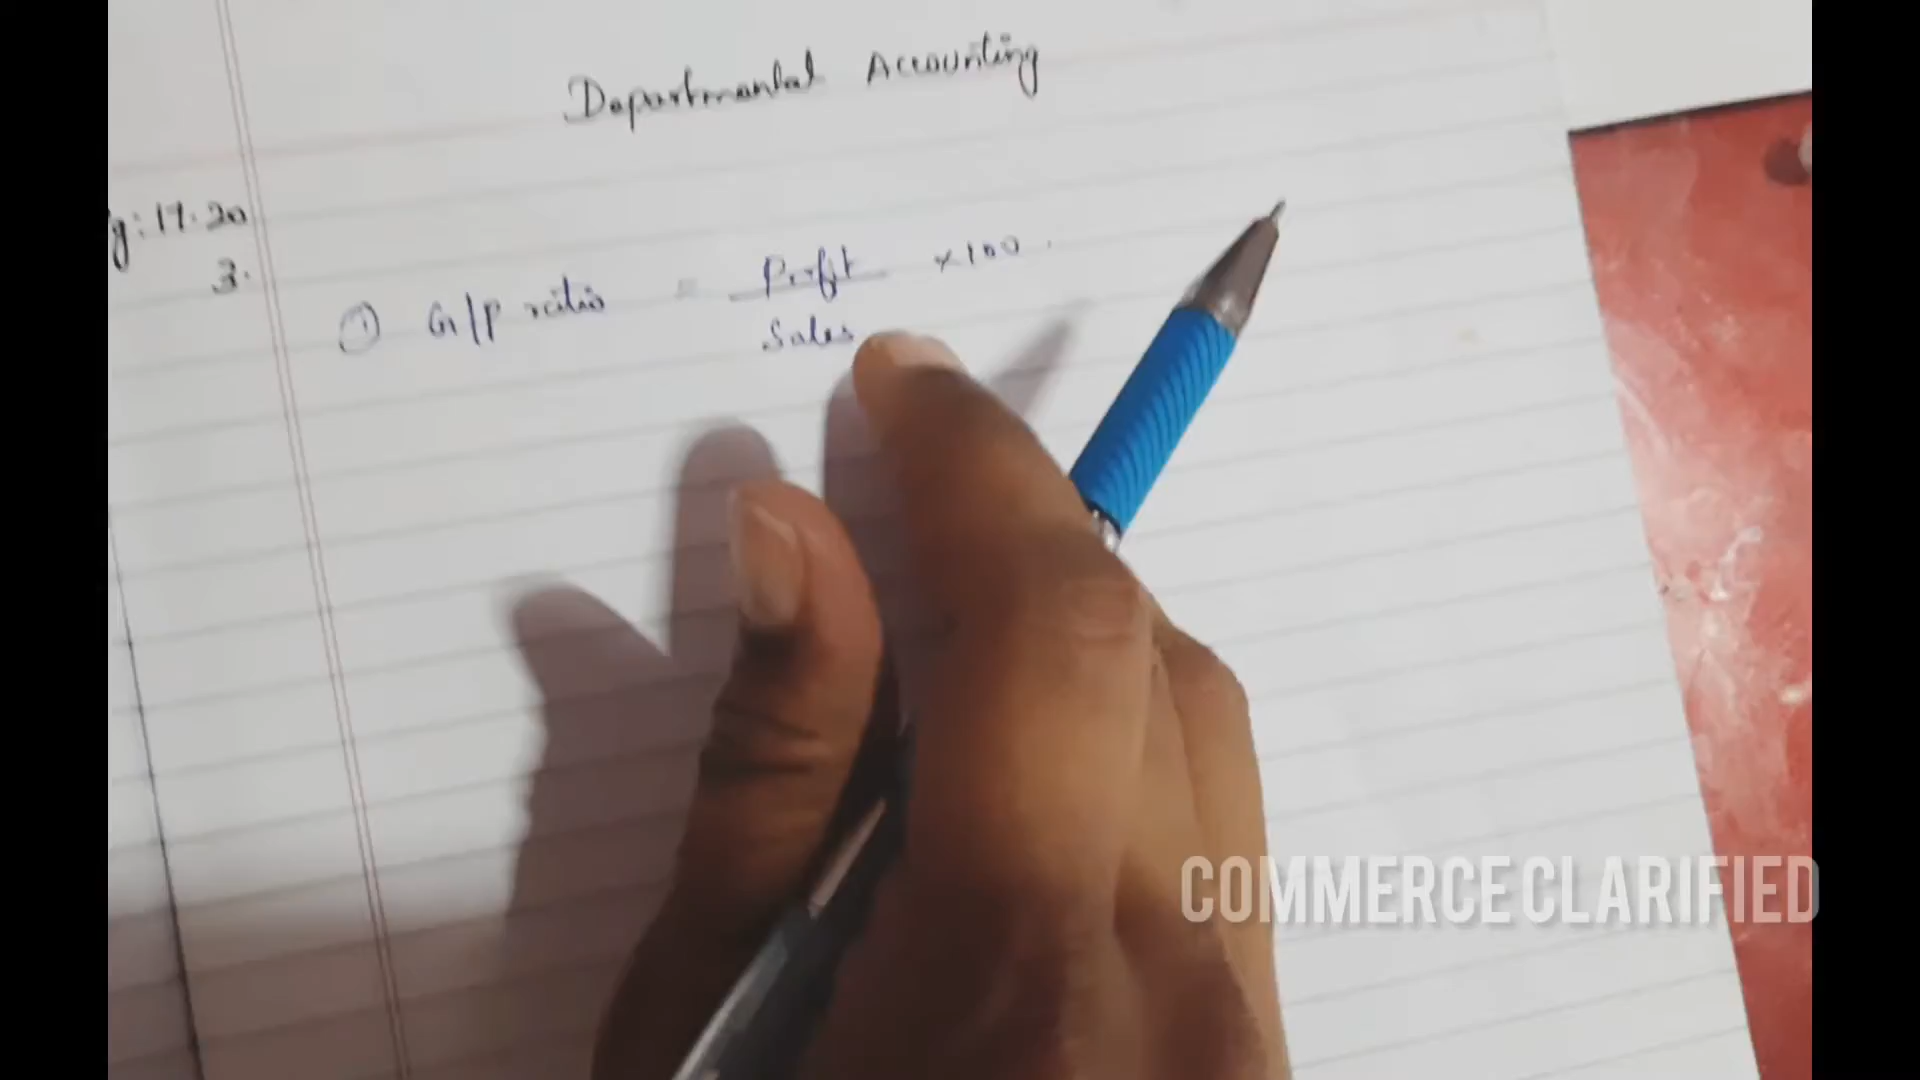 Departmental Accounting
g: 17.20
3.
① G/P ratio = Profit ×100
Sales
COMMERCE CLARIFIED